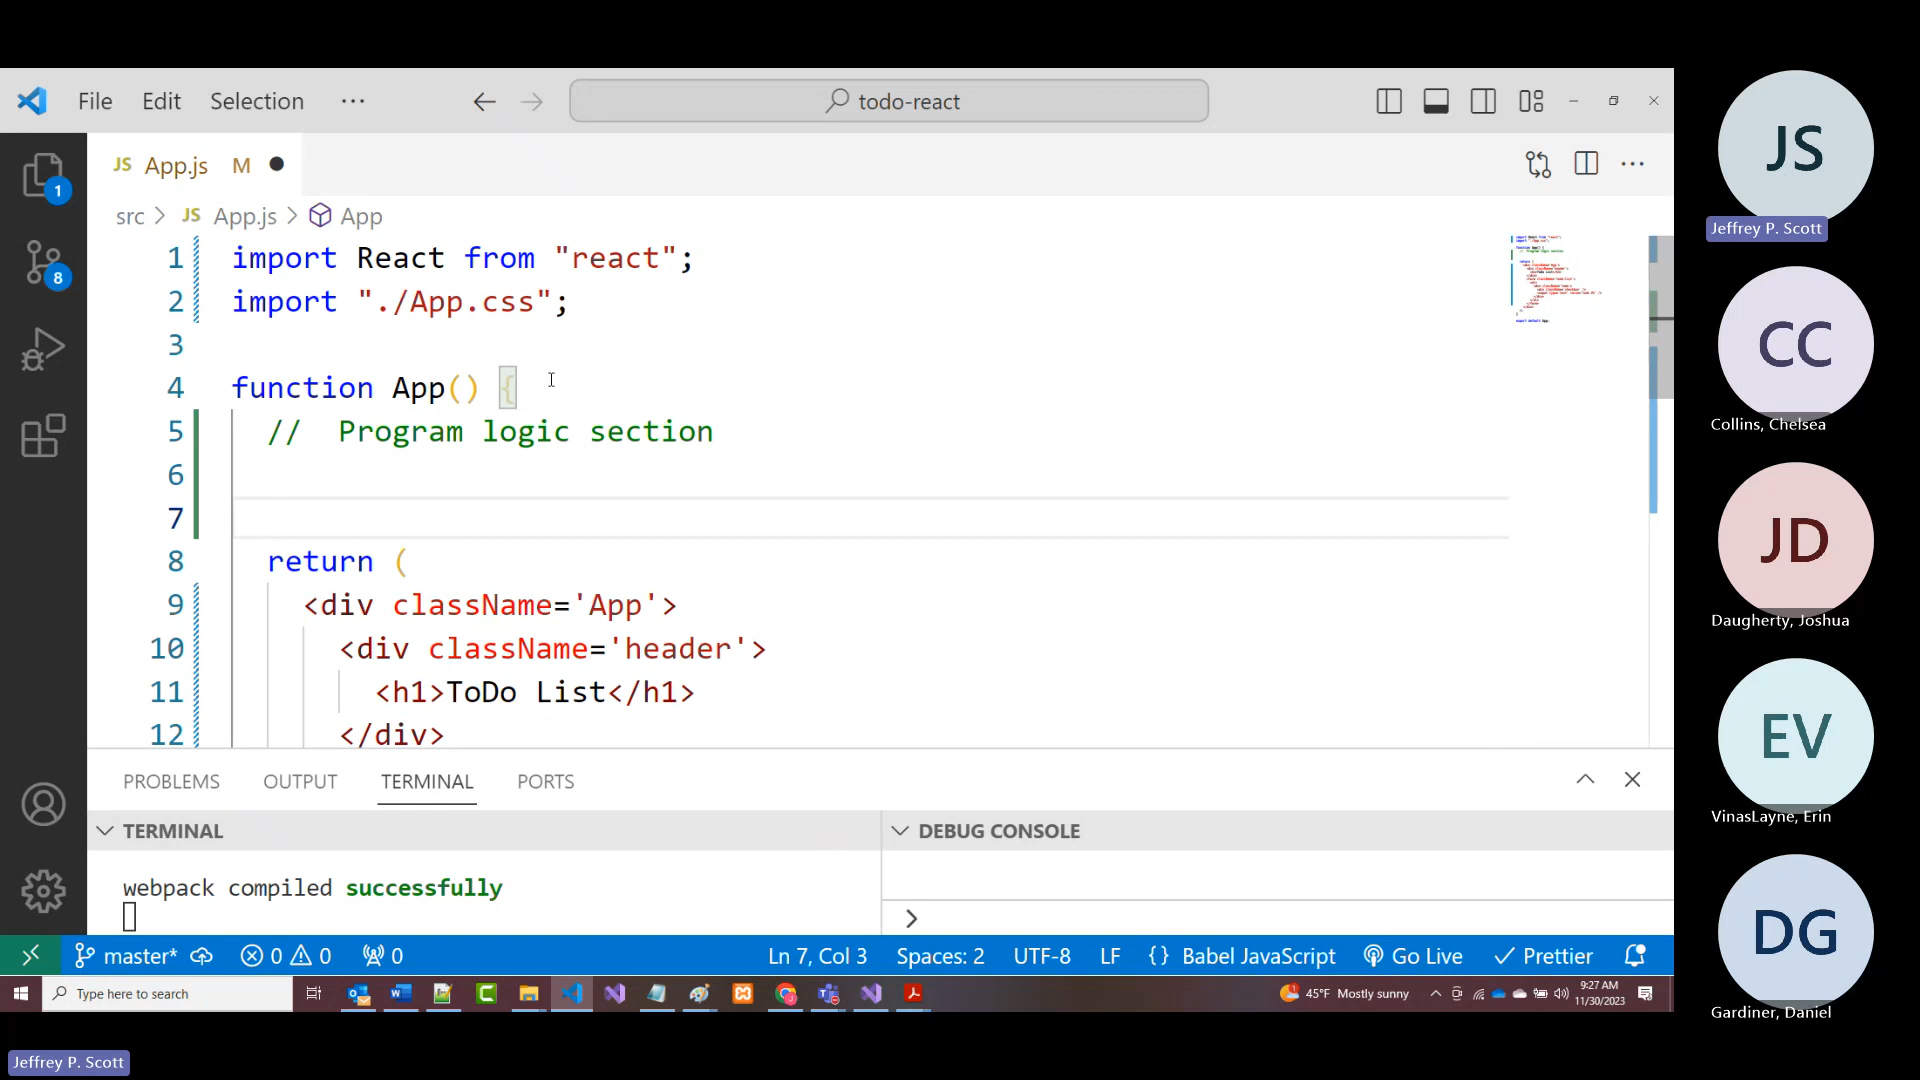 File Edit Selection ···
todo-react
JS App.js M
src > JS App.js > App
1 import React from "react";
2 import "./App.css";
3
4 function App() {
5 // Program logic section
6
7
8 return (
9 <div className='App'>
10 <div className='header'>
11 <h1>ToDo List</h1>
12 </div>
1
8
PROBLEMS OUTPUT TERMINAL PORTS
TERMINAL
webpack compiled successfully
DEBUG CONSOLE
>
master* 0 0 0 Ln 7, Col 3 Spaces: 2 UTF-8 LF {} Babel JavaScript Go Live Prettier
Type here to search
45°F Mostly sunny
9:27 AM
11/30/2023
JS
Jeffrey P. Scott
CC
Collins, Chelsea
JD
Daugherty, Joshua
EV
VinasLayne, Erin
DG
Gardiner, Daniel
Jeffrey P. Scott